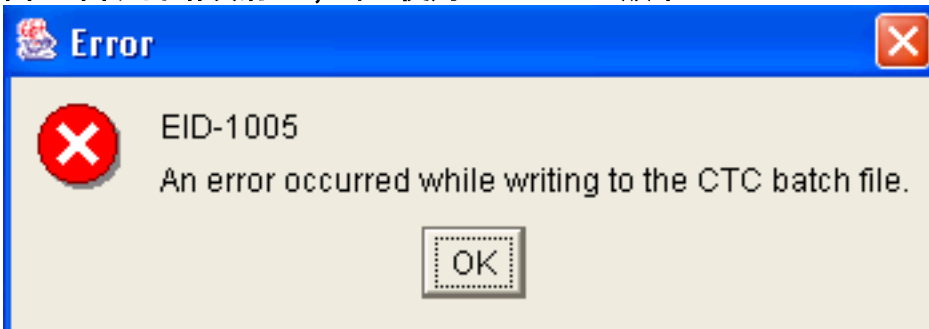 Error
EID-1005
An error occurred while writing to the CTC batch file.
OK